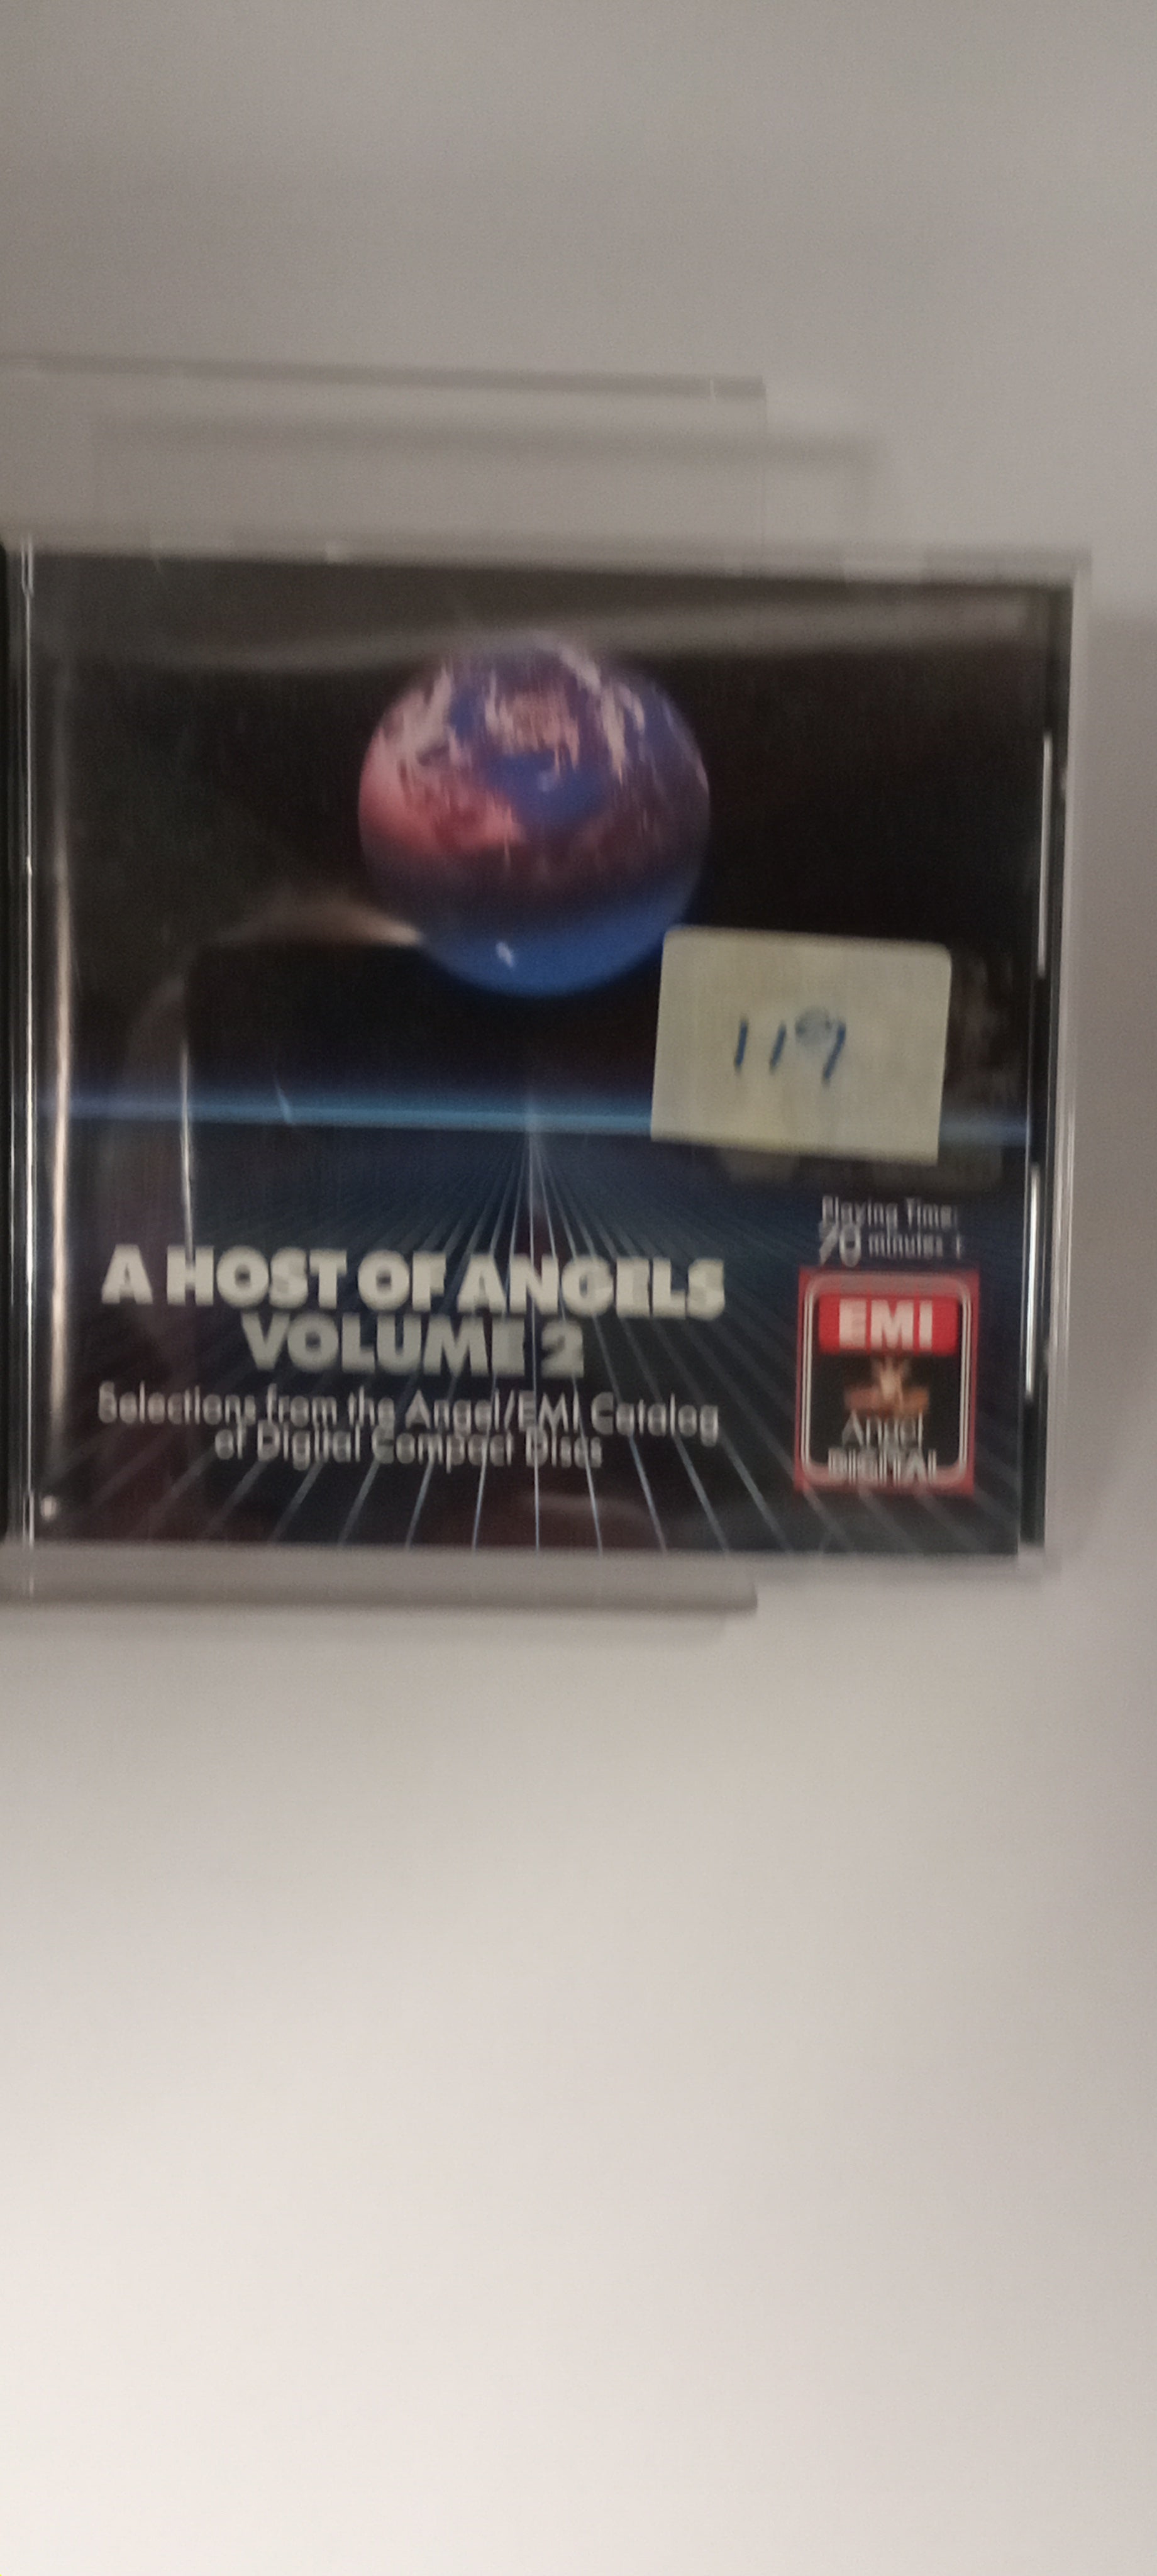 119
Playing Time:
70 minutes +
A HOST OF ANGELS
VOLUME 2
Selections from the Angel/EMI Catalog
of Digital Compact Discs
EMI
Angel
DIGITAL